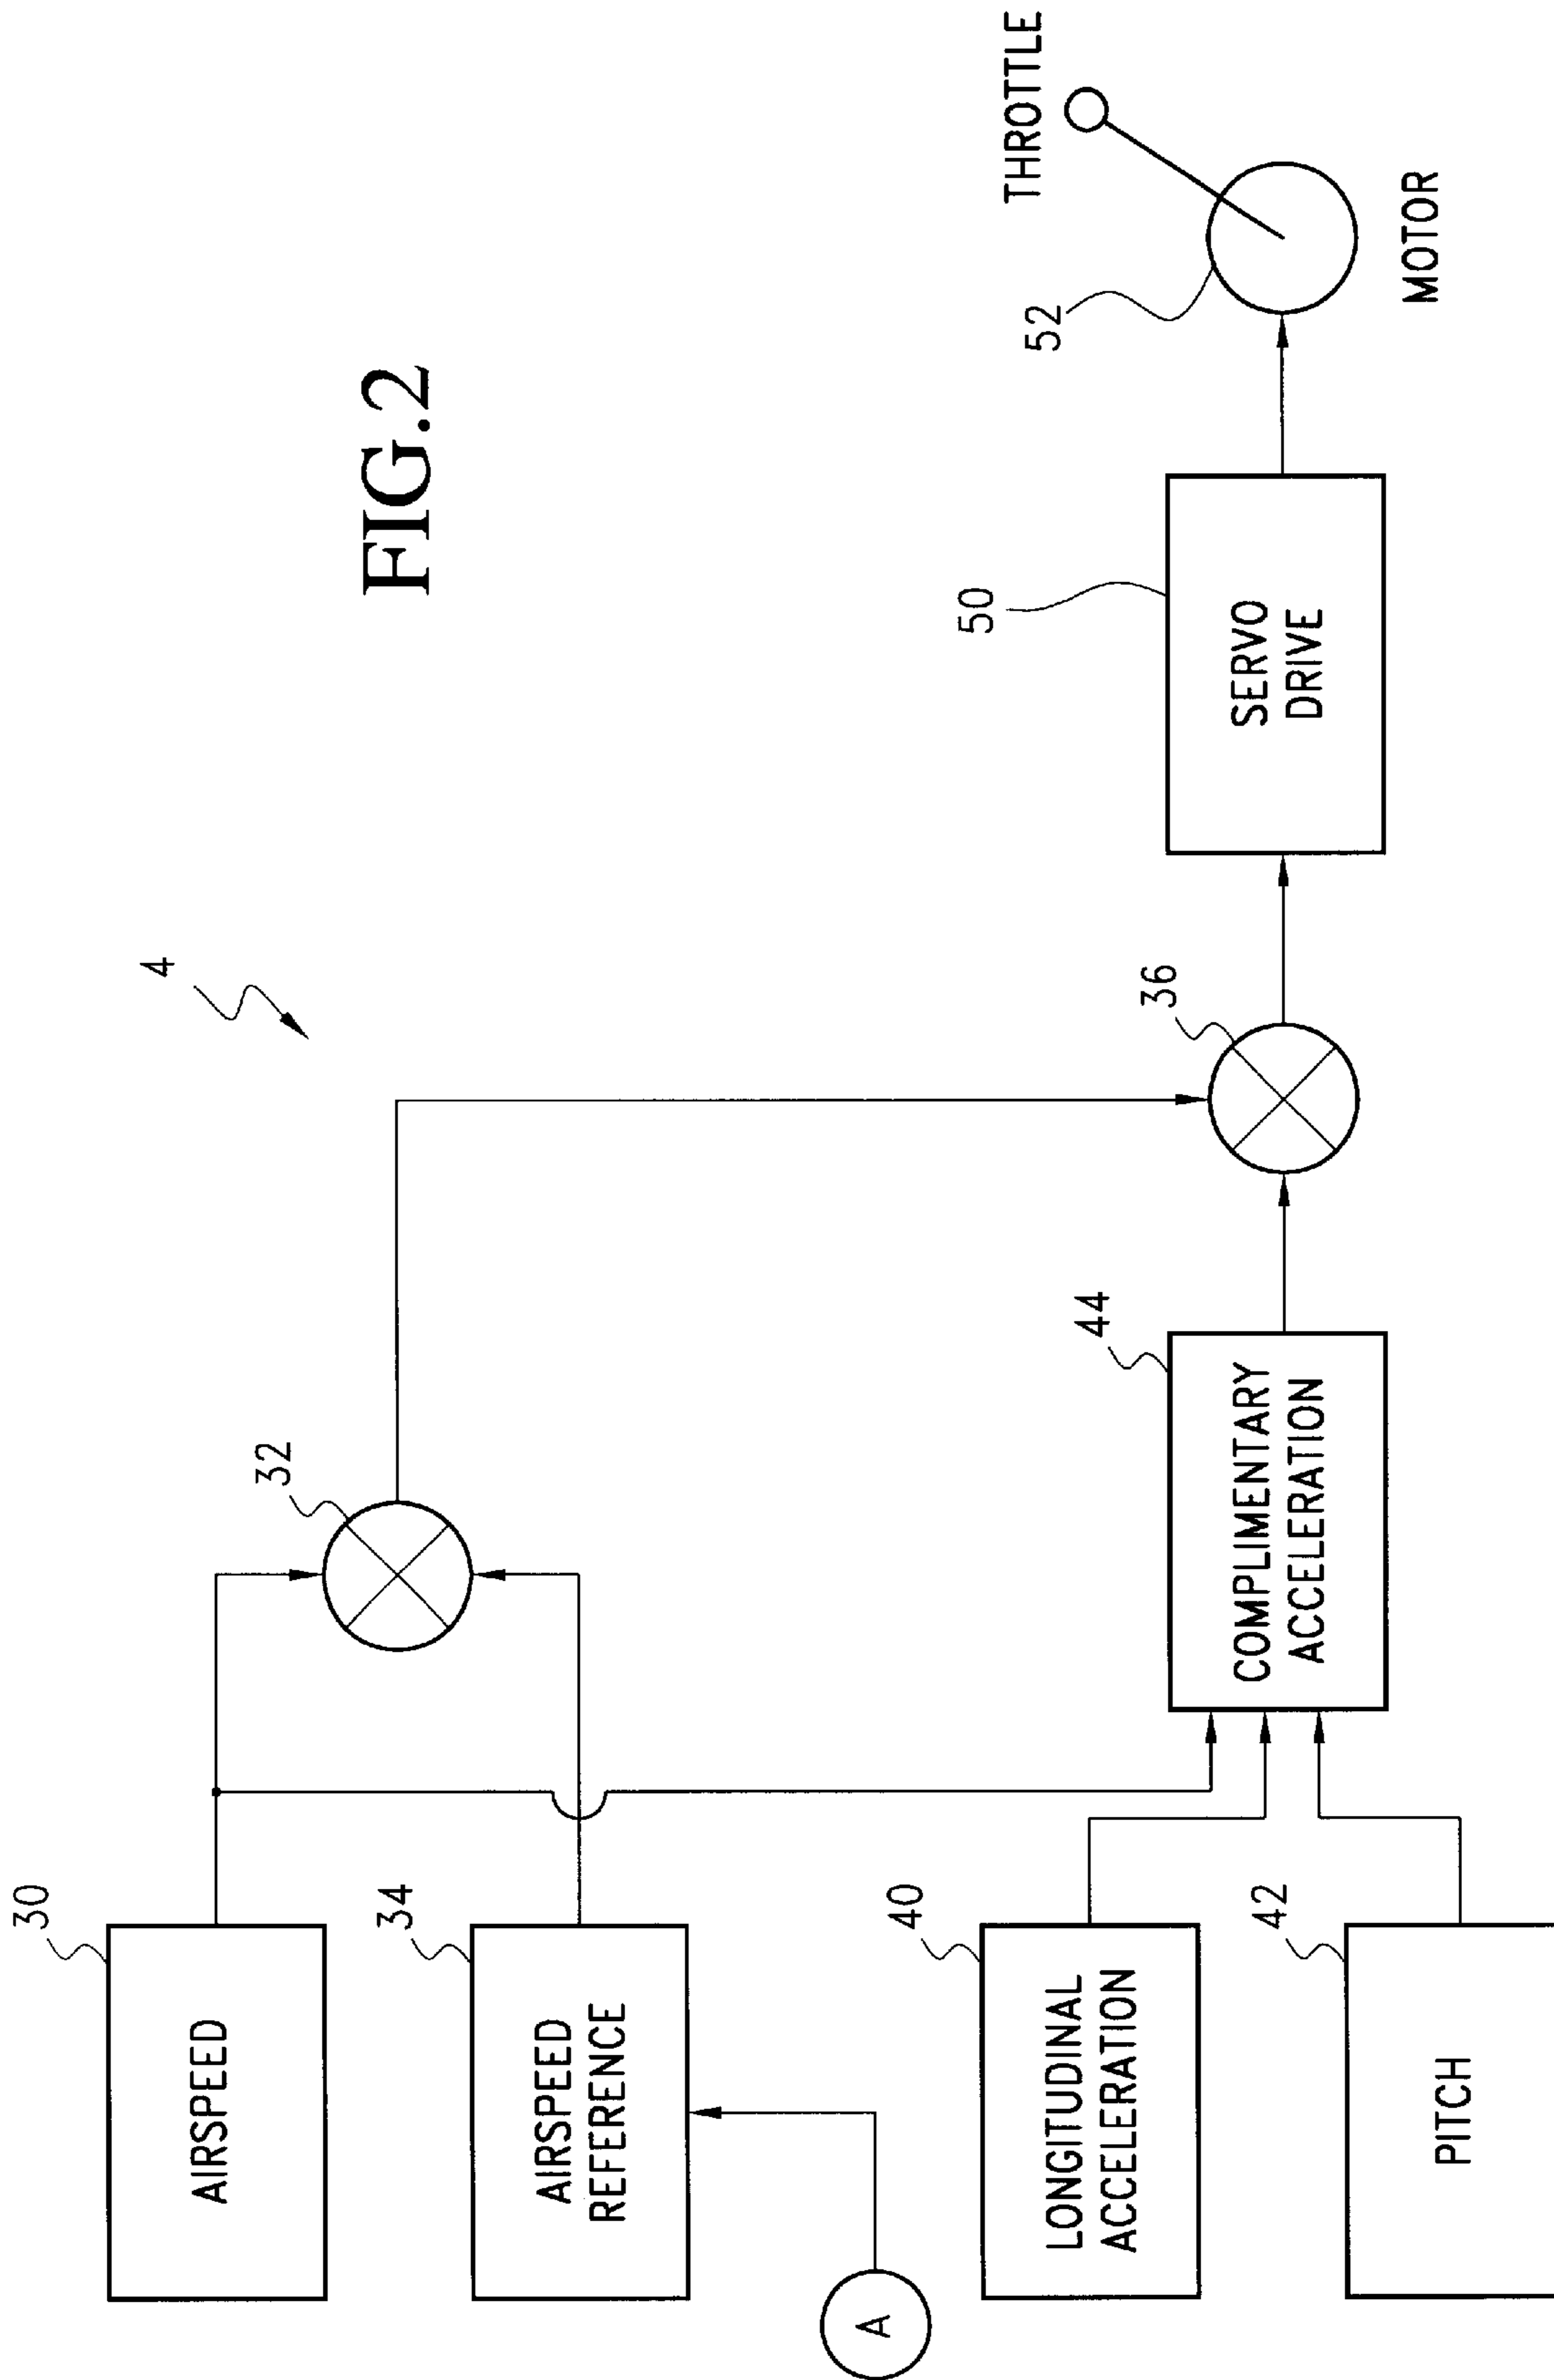 FIG.2
4
30
AIRSPEED
32
34
AIRSPEED
REFERENCE
A
40
LONGITUDINAL
ACCELERATION
42
PITCH
44
COMPLIMENTARY
ACCELERATION
36
50
SERVO
DRIVE
52
THROTTLE
MOTOR